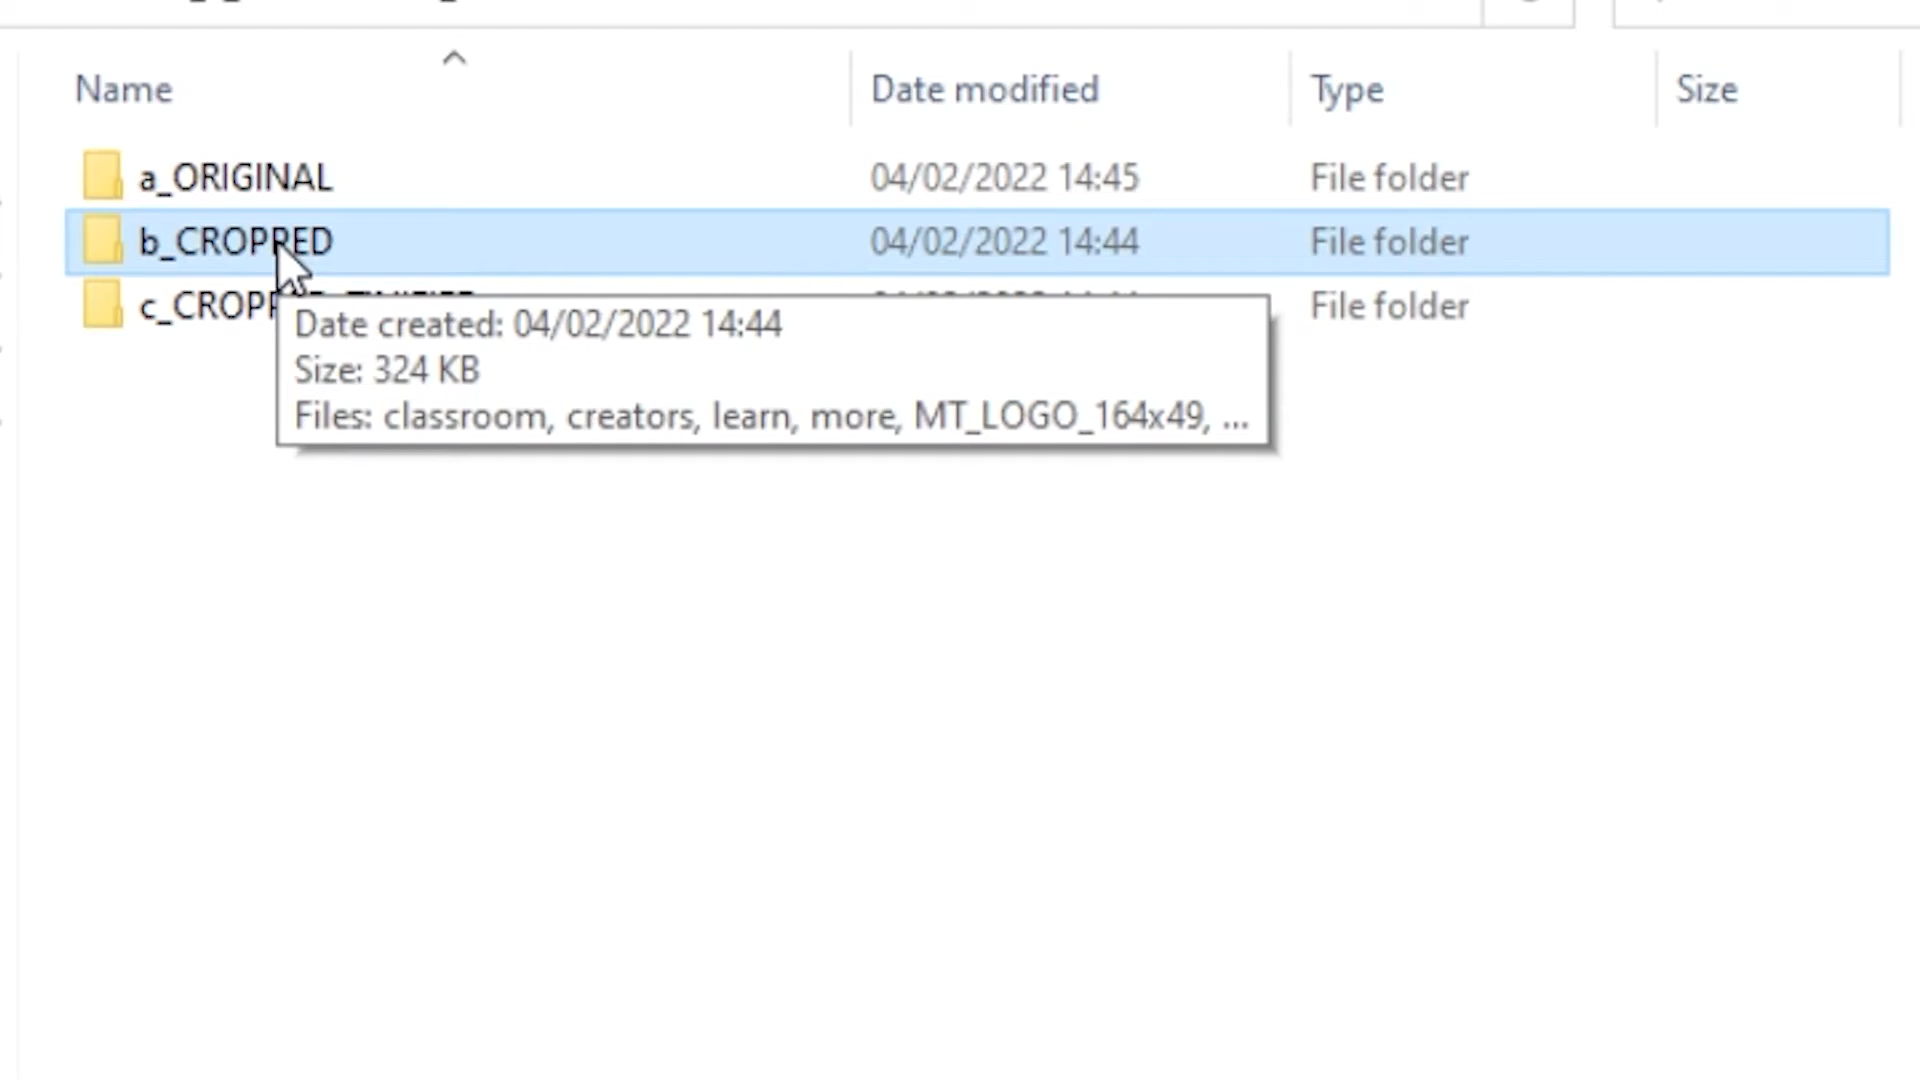 Name Date modified Type Size
a_ORIGINAL 04/02/2022 14:45 File folder
b_CROPPED 04/02/2022 14:44 File folder
File folder
Date created: 04/02/2022 14:44
Size: 324 KB
Files: classroom, creators, learn, more, MT_LOGO_164x49, ...